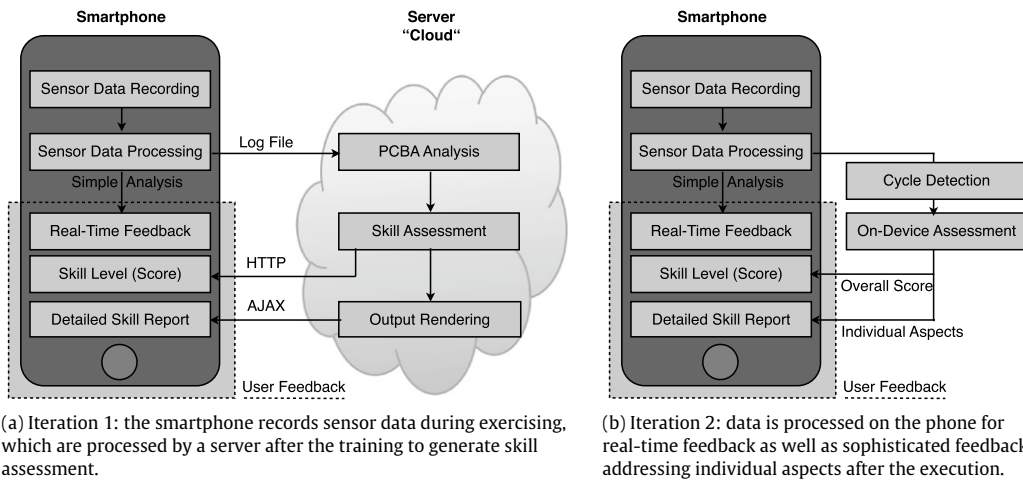 Smartphone
Server
“Cloud“
Sensor Data Recording
Sensor Data Processing
Log File
PCBA Analysis
Simple Analysis
Real-Time Feedback
Skill Assessment
HTTP
Skill Level (Score)
AJAX
Detailed Skill Report
Output Rendering
User Feedback
(a) Iteration 1: the smartphone records sensor data during exercising,
which are processed by a server after the training to generate skill
assessment.
Smartphone
Sensor Data Recording
Sensor Data Processing
Simple Analysis
Cycle Detection
Real-Time Feedback
On-Device Assessment
Skill Level (Score)
Overall Score
Detailed Skill Report
Individual Aspects
User Feedback
(b) Iteration 2: data is processed on the phone for
real-time feedback as well as sophisticated feedback
addressing individual aspects after the execution.